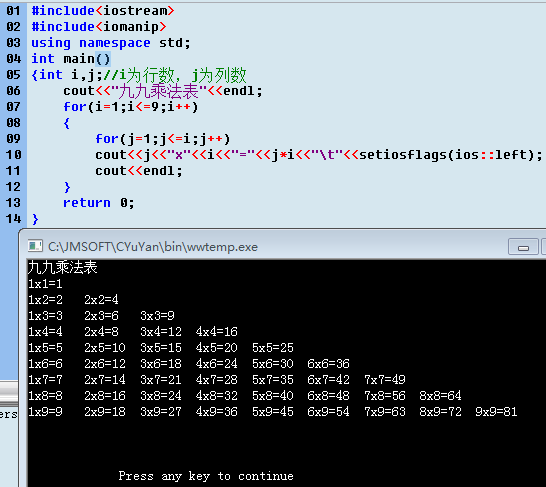 01 #include<iostream>
02 #include<iomanip>
03 using namespace std;
04 int main()
05 {int i,j;//i为行数，j为列数
06 cout<<"九九乘法表"<<endl;
07 for(i=1;i<=9;i++)
08 {
09 for(j=1;j<=i;j++)
10 cout<<j<<"x"<<i<<"="<<j*i<<"\t"<<setiosflags(ios::left);
11 cout<<endl;
12 }
13 return 0;
14 }
C:\JMSOFT\CYuYan\bin\wwtemp.exe
九九乘法表
1x1=1
1x2=2 2x2=4
1x3=3 2x3=6 3x3=9
1x4=4 2x4=8 3x4=12 4x4=16
1x5=5 2x5=10 3x5=15 4x5=20 5x5=25
1x6=6 2x6=12 3x6=18 4x6=24 5x6=30 6x6=36
1x7=7 2x7=14 3x7=21 4x7=28 5x7=35 6x7=42 7x7=49
1x8=8 2x8=16 3x8=24 4x8=32 5x8=40 6x8=48 7x8=56 8x8=64
1x9=9 2x9=18 3x9=27 4x9=36 5x9=45 6x9=54 7x9=63 8x9=72 9x9=81
ers
Press any key to continue